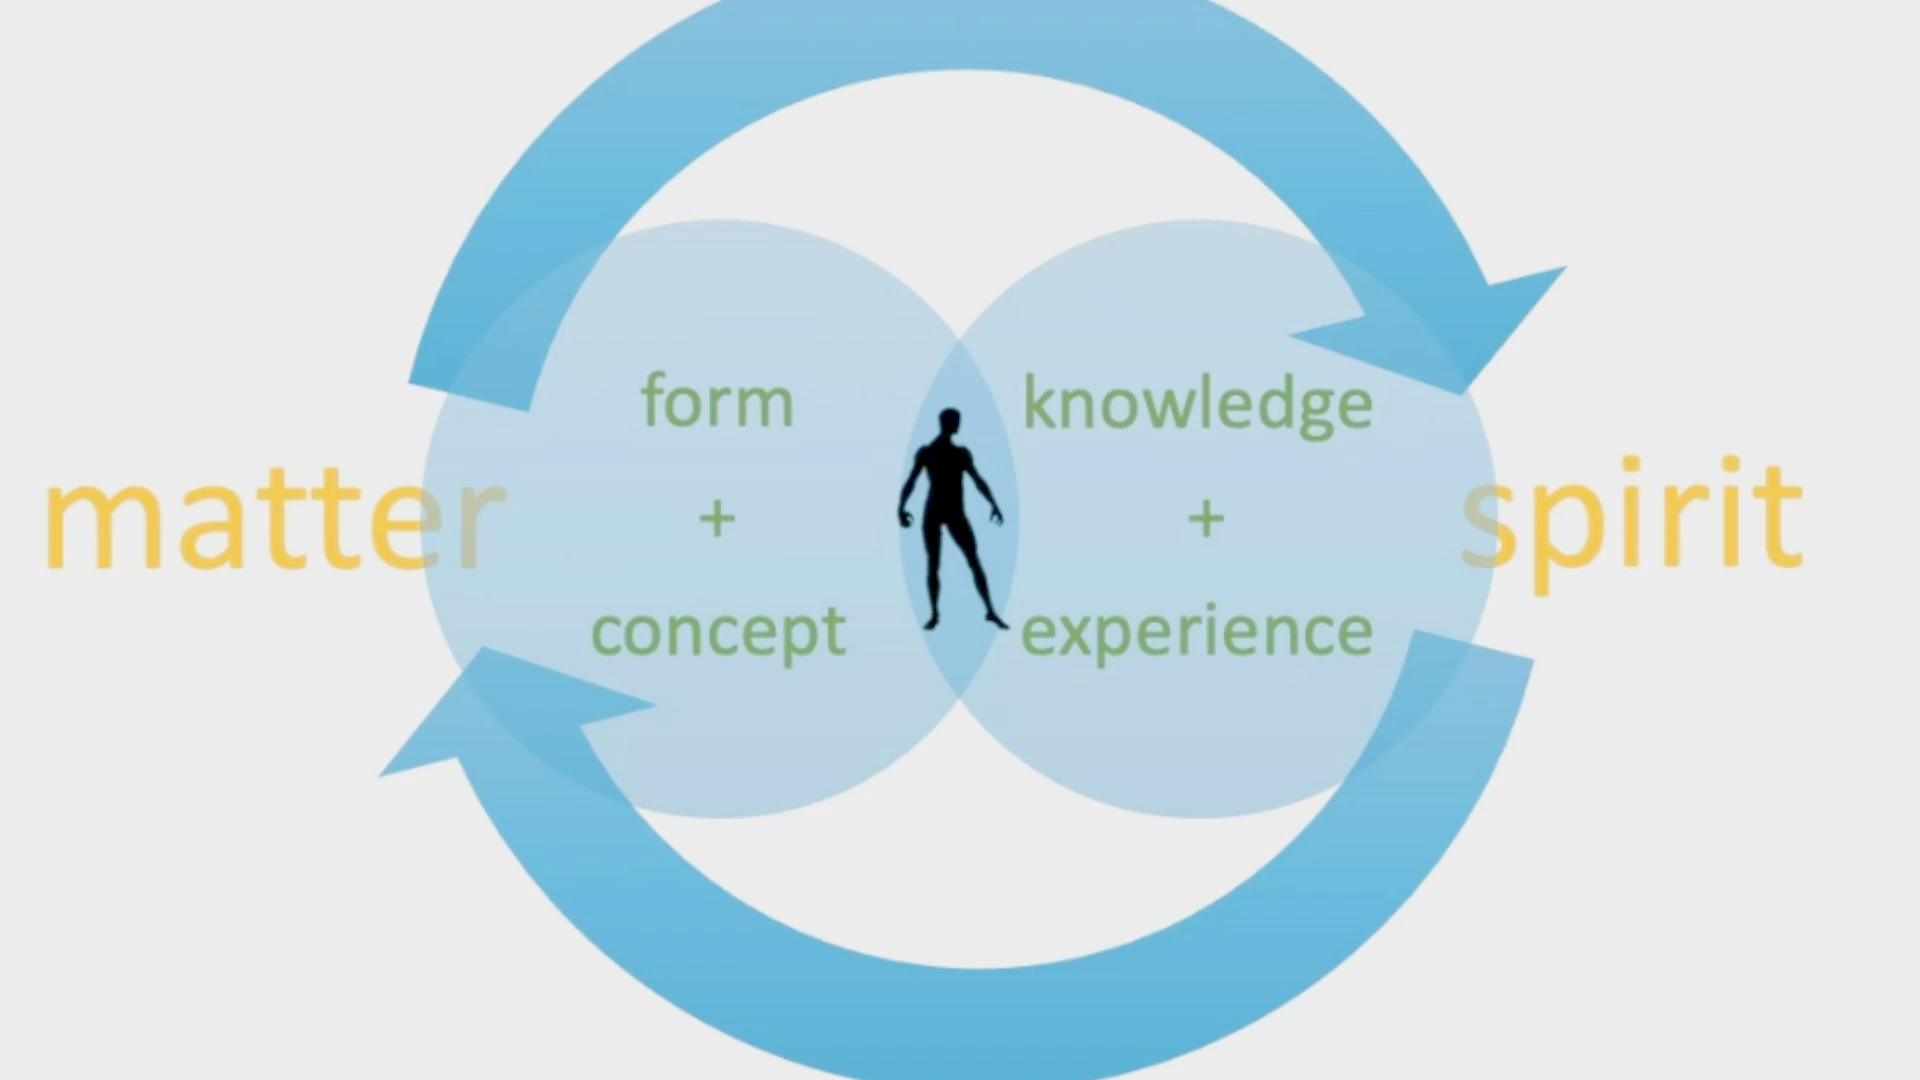 form
+
concept
knowledge
+
experience
matter
spirit